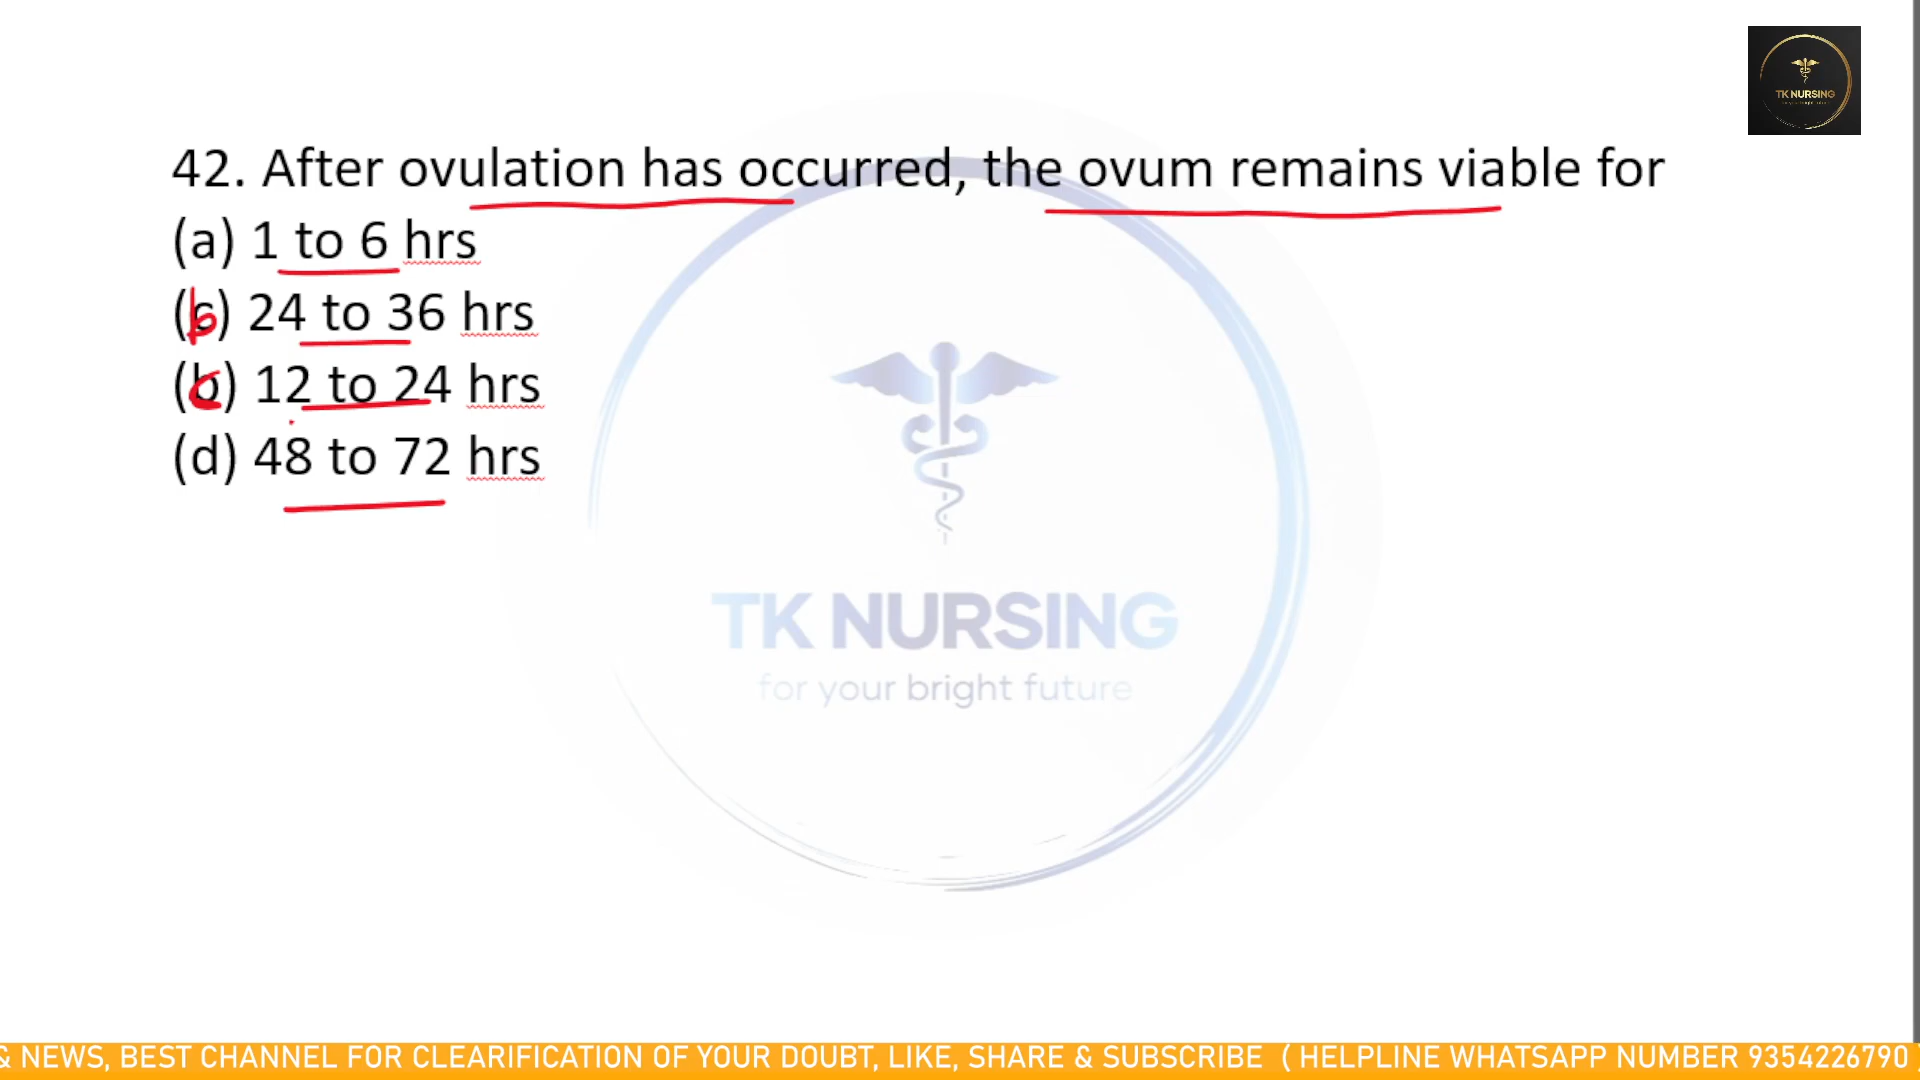 TK NURSING
42. After ovulation has occurred, the ovum remains viable for
(a) 1 to 6 hrs
(c) 24 to 36 hrs
b
(b) 12 to 24 hrs
c
(d) 48 to 72 hrs
TK NURSING
for your bright future
& NEWS, BEST CHANNEL FOR CLEARIFICATION OF YOUR DOUBT, LIKE, SHARE & SUBSCRIBE ( HELPLINE WHATSAPP NUMBER 9354226790